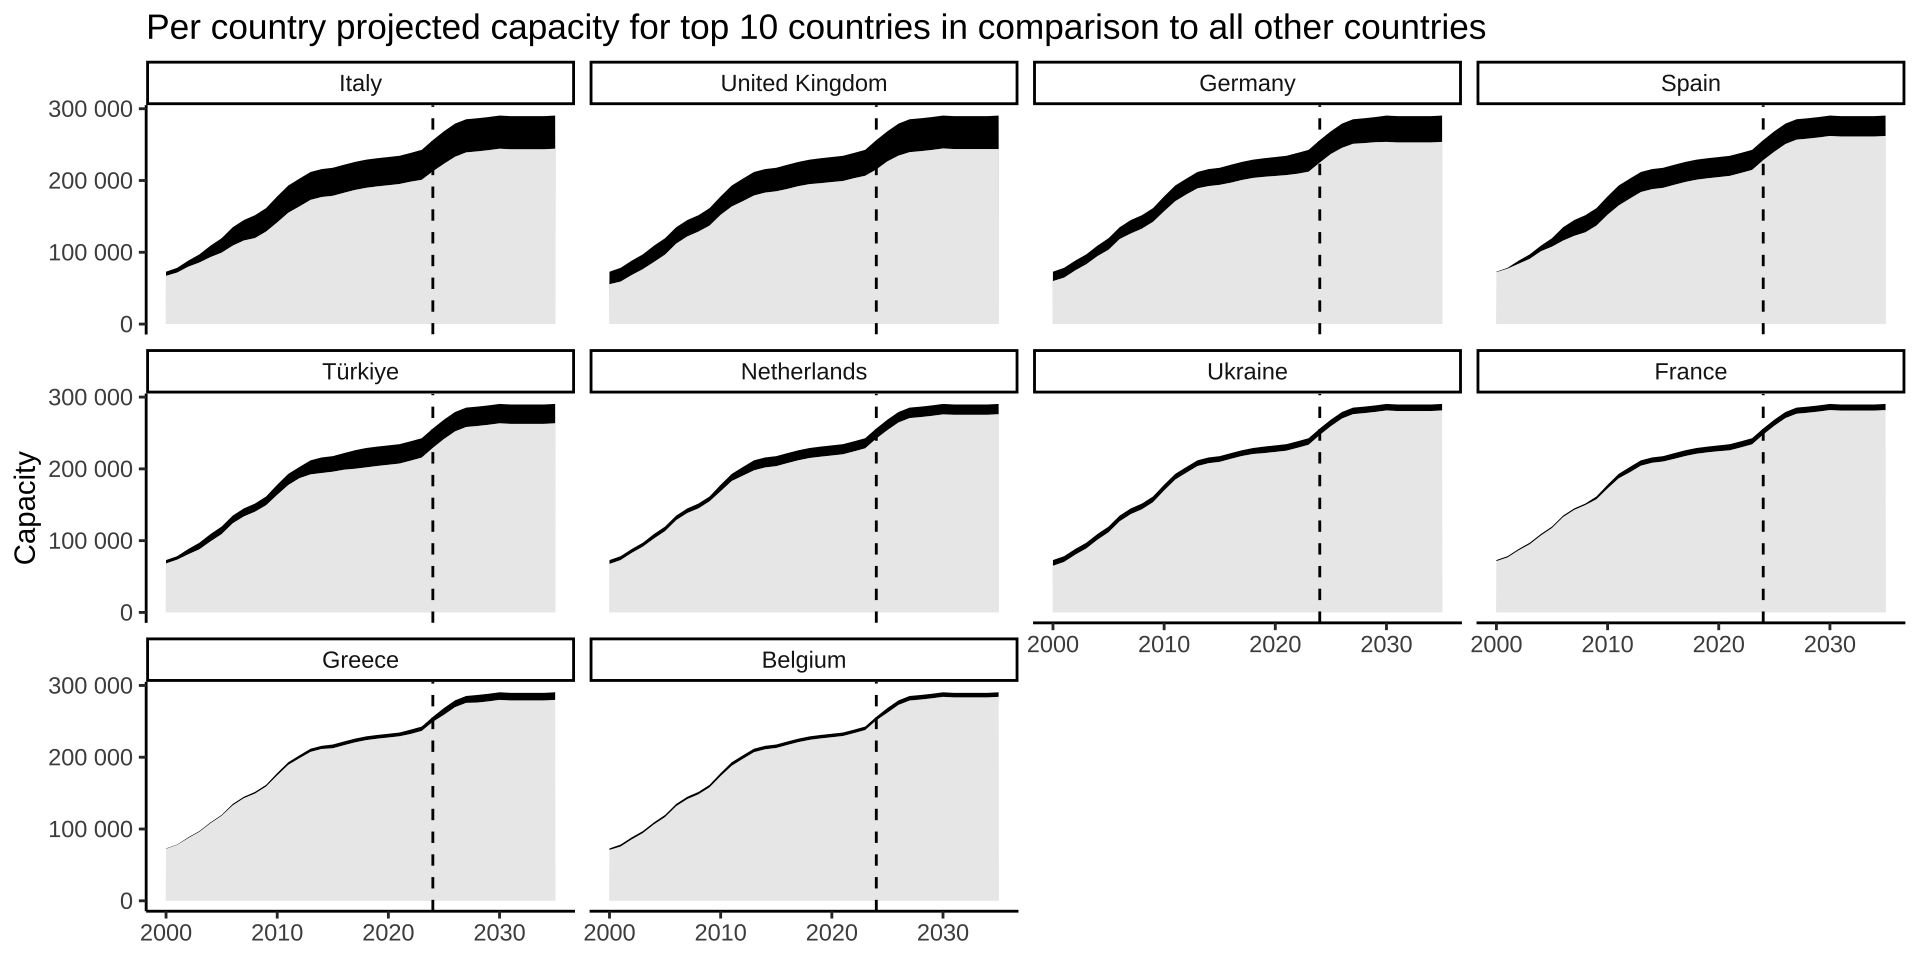 Per country projected capacity for top 10 countries in comparison to all other countries
Italy
United Kingdom
Germany
Spain
300 000
200 000
100 000
0
Türkiye
Netherlands
Ukraine
France
300 000
200 000
100 000
0
Capacity
2000 2010 2020 2030
2000 2010 2020 2030
Greece
Belgium
300 000
200 000
100 000
0
2000 2010 2020 2030
2000 2010 2020 2030